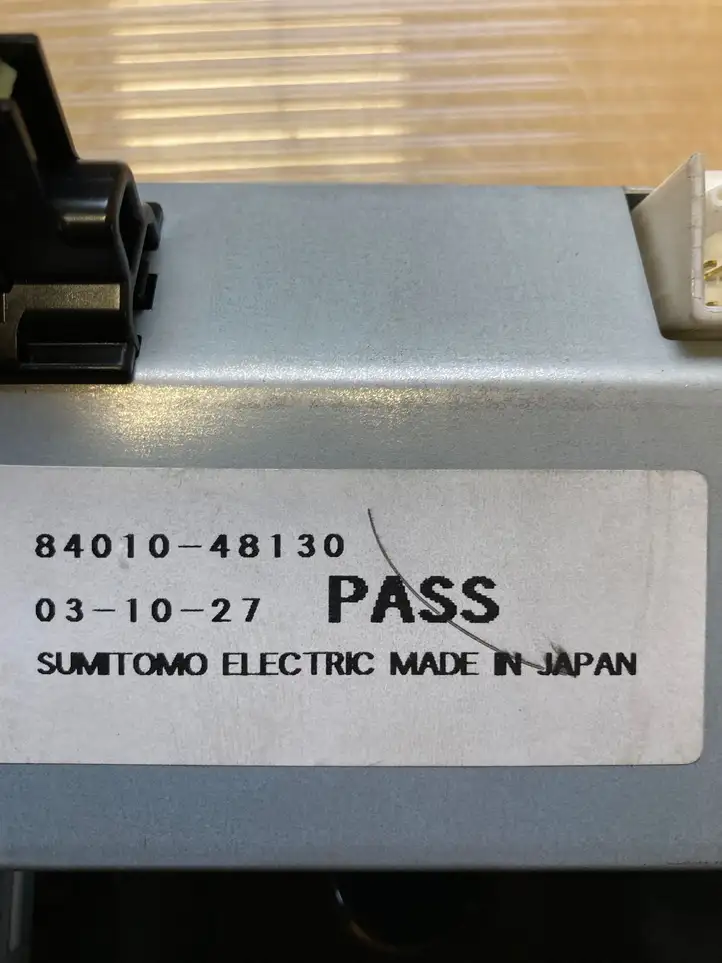 84010-48130
03-10-27 PASS
SUMITOMO ELECTRIC MADE IN JAPAN